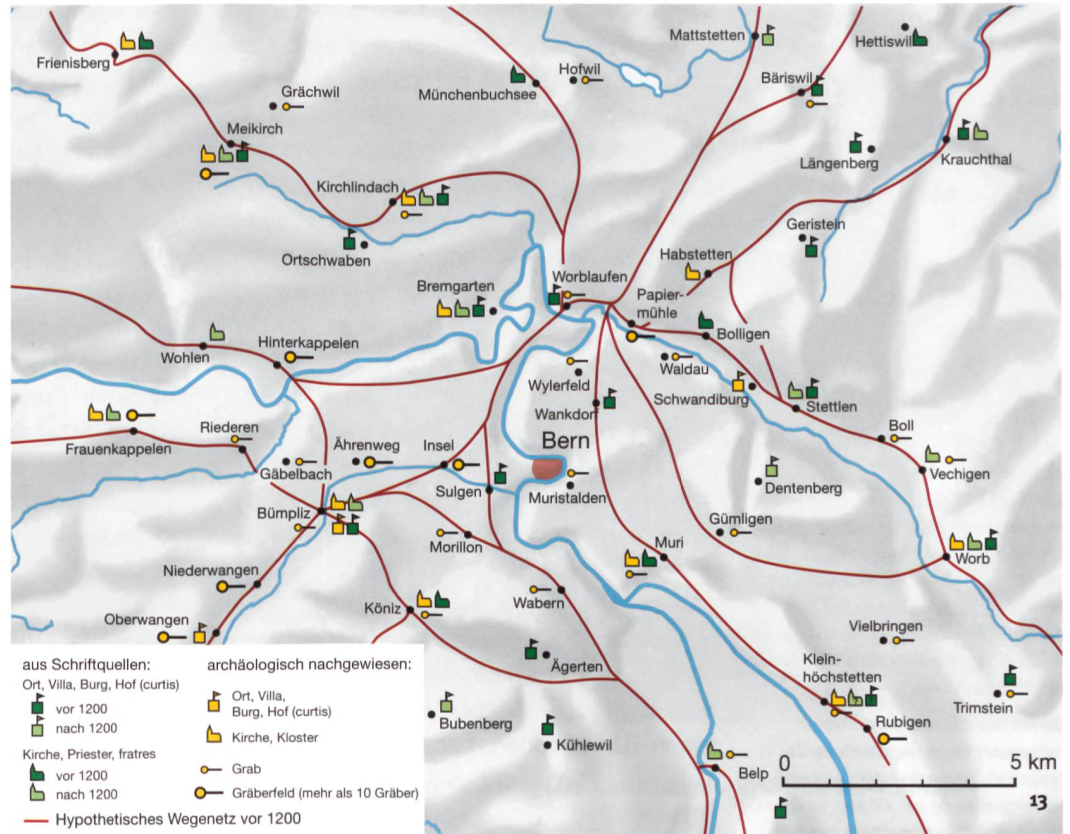 Mattstetten
Hettiswil
Frienisberg
Hofwil
Münchenbuchsee
Bäriswil
Grächwil
Meikirch
Längenberg
Krauchthal
Kirchlindach
Geristein
Ortschwaben
Habstetten
Worblaufen
Bremgarten
Papier-
mühle
Bolligen
Wohlen
Hinterkappelen
Waldau
Wylerfeld
Schwandiburg
Wankdorf
Stettlen
Frauenkappelen
Riederen
Ährenweg
Insel
Bern
Boll
Gäbelbach
Vechigen
Sulgen
Muristalden
Dentenberg
Bümpliz
Gümligen
Morillon
Muri
Worb
Niederwangen
Köniz
Wabern
Oberwangen
Vielbringen
Klein-
höchstetten
Ägerten
Trimstein
Bubenberg
Rubigen
Kühlewil
Belp
0 5 km
13
aus Schriftquellen:
Ort, Villa, Burg, Hof (curtis)
vor 1200
nach 1200
Kirche, Priester, fratres
vor 1200
nach 1200
Hypothetisches Wegenetz vor 1200
archäologisch nachgewiesen:
Ort, Villa,
Burg, Hof (curtis)
Kirche, Kloster
Grab
Gräberfeld (mehr als 10 Gräber)